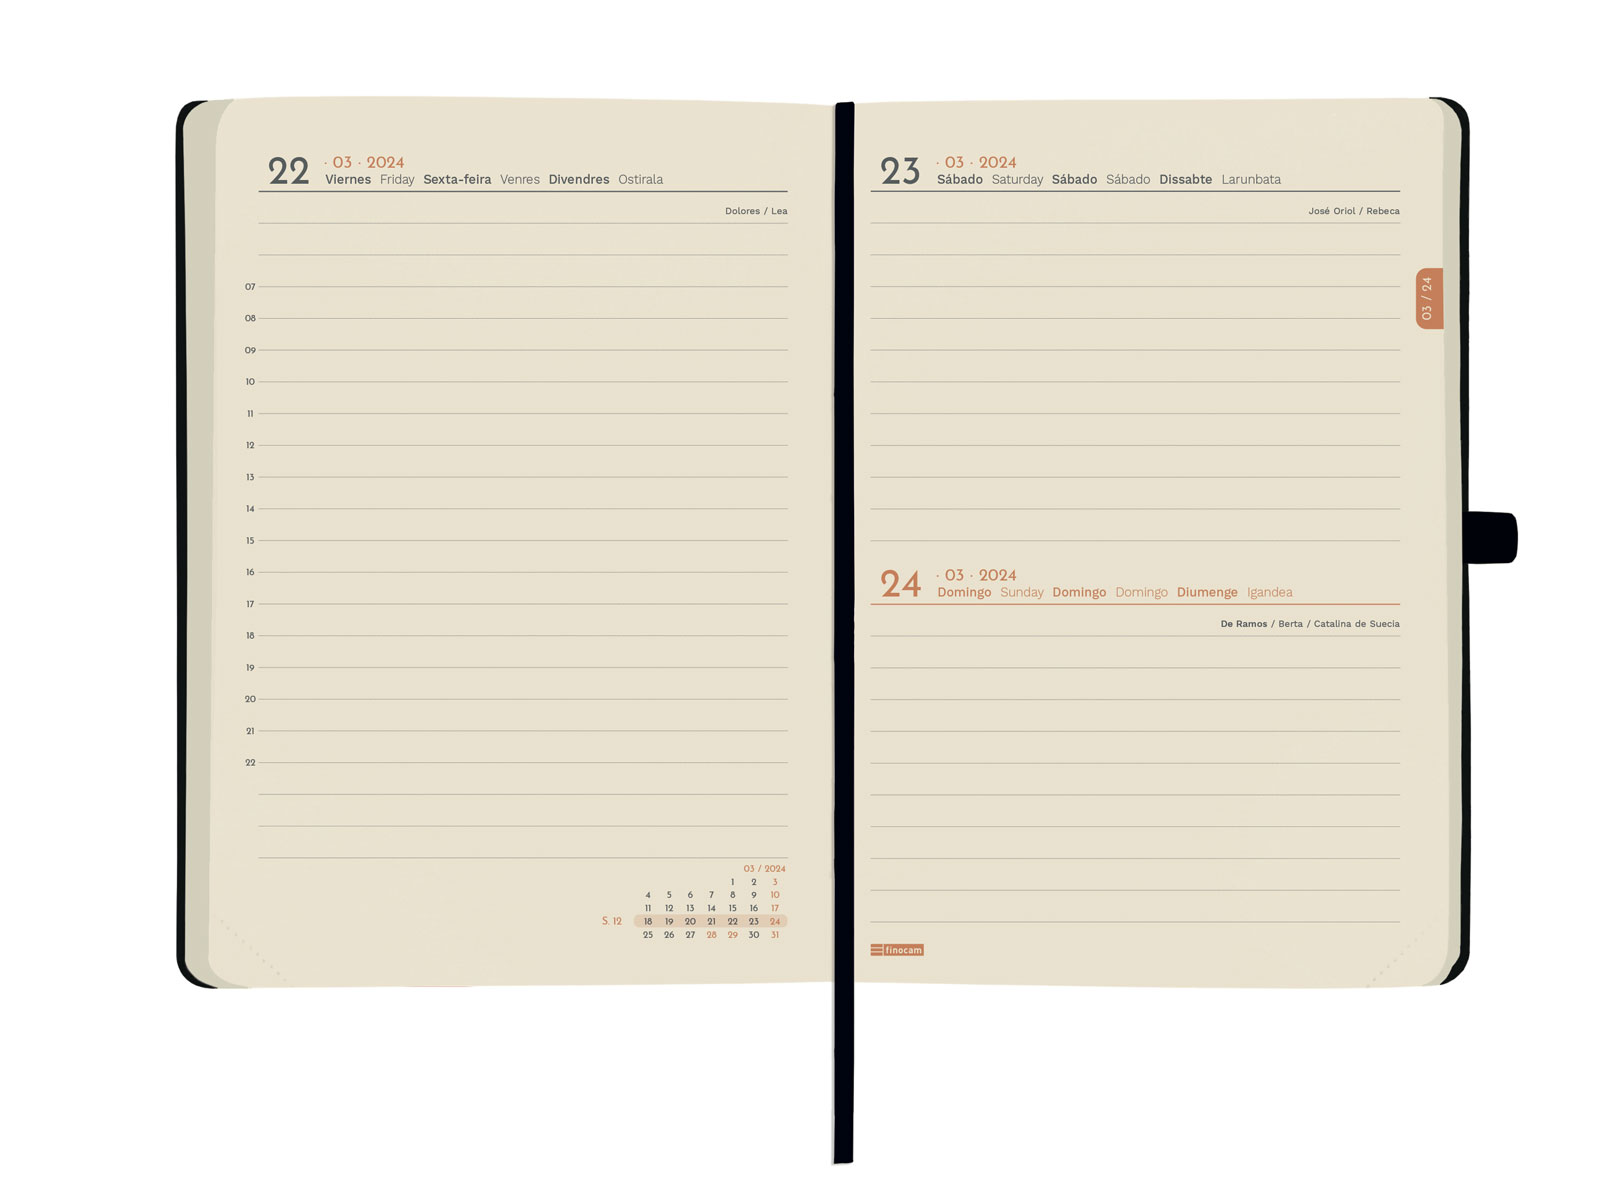 22 · 03 · 2024
Viernes Friday Sexta-feira Venres Divendres Ostirala
Dolores / Lea
07
08
09
10
11
12
13
14
15
16
17
18
19
20
21
22
03 / 2024
1 2 3
4 5 6 7 8 9 10
11 12 13 14 15 16 17
S. 12 18 19 20 21 22 23 24
25 26 27 28 29 30 31
23 · 03 · 2024
Sábado Saturday Sábado Sábado Dissabte Larunbata
José Oriol / Rebeca
03 / 24
24 · 03 · 2024
Domingo Sunday Domingo Domingo Diumenge Igandea
De Ramos / Berta / Catalina de Suecia
finocam